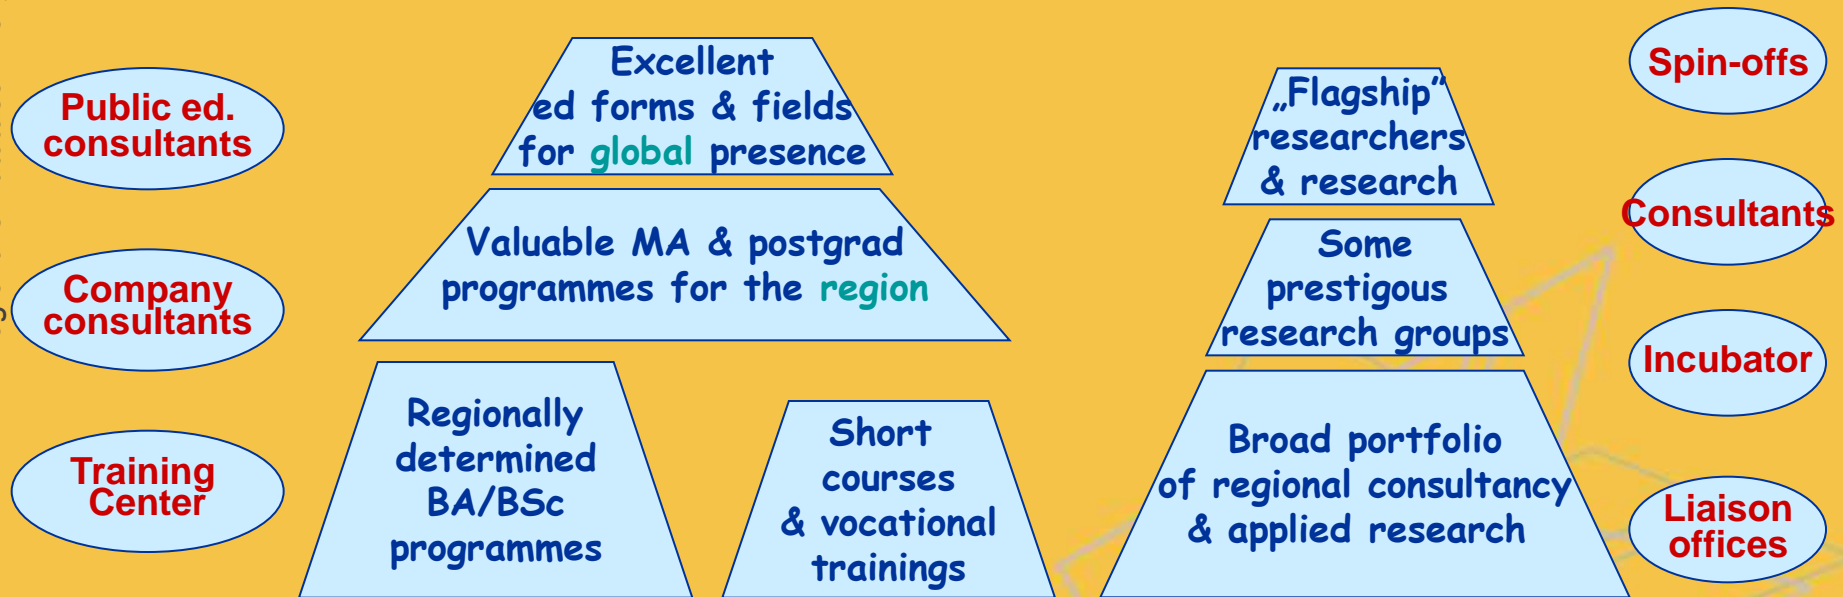 Public ed.
consultants
Company
consultants
Training
Center
Excellent
ed forms & fields
for global presence
Valuable MA & postgrad
programmes for the region
Regionally
determined
BA/BSc
programmes
Short
courses
& vocational
trainings
„Flagship”
researchers
& research
Some
prestigous
research groups
Broad portfolio
of regional consultancy
& applied research
Spin-offs
Consultants
Incubator
Liaison
offices